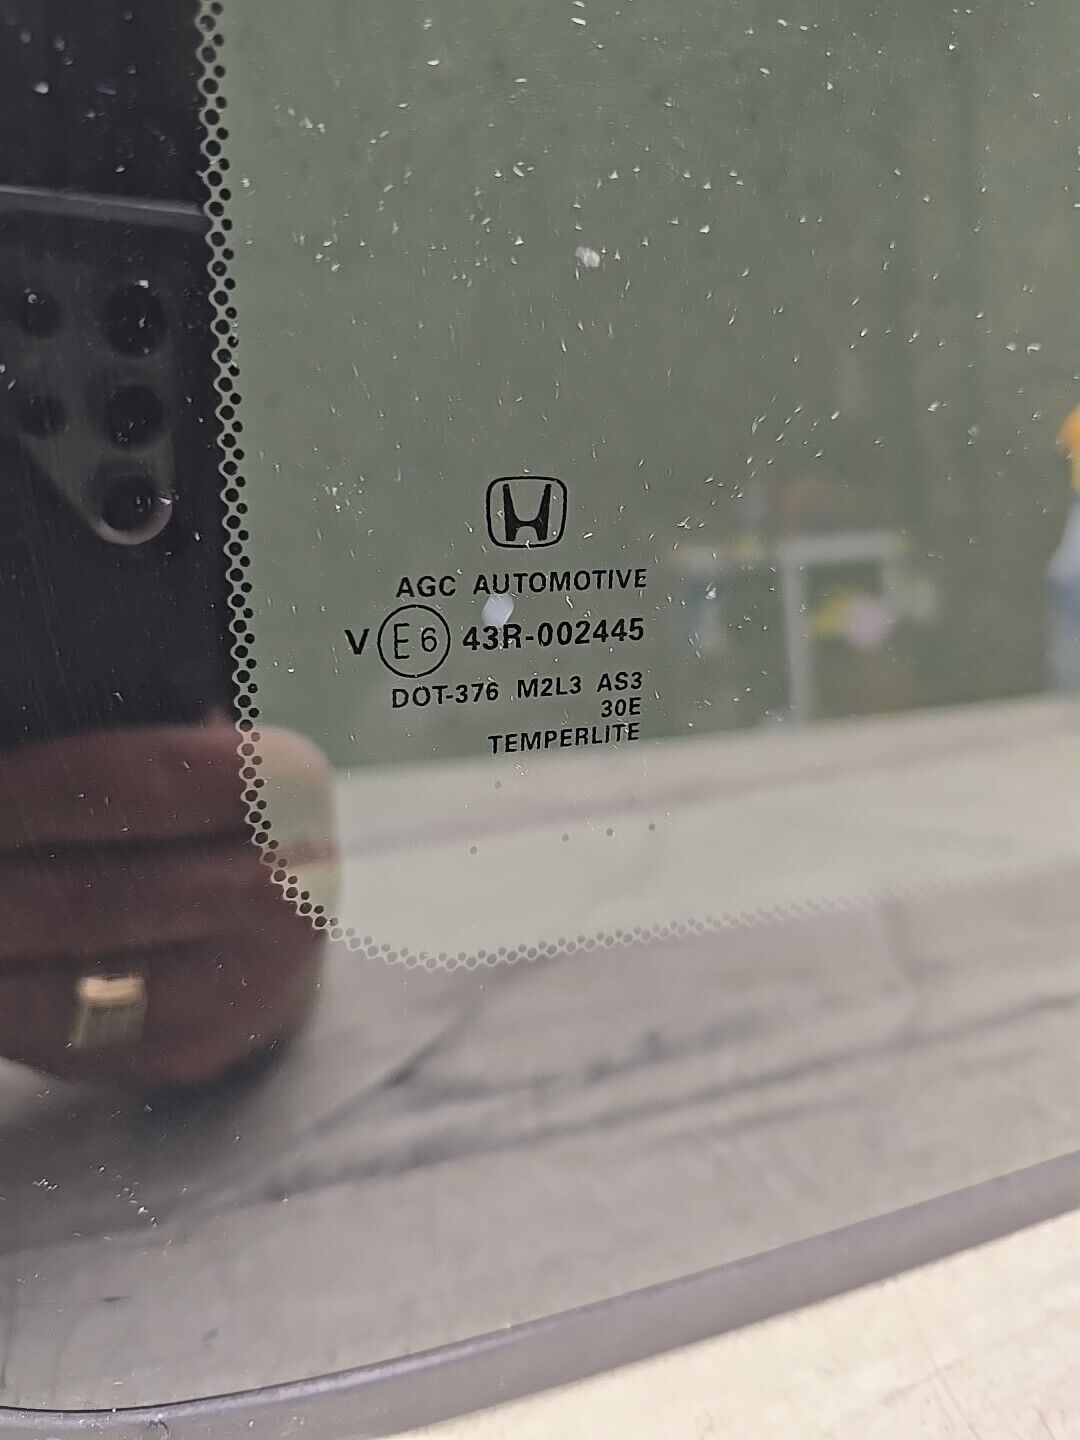 AGC AUTOMOTIVE
V E6 43R-002445
DOT-376 M2L3 AS3
30E
TEMPERLITE